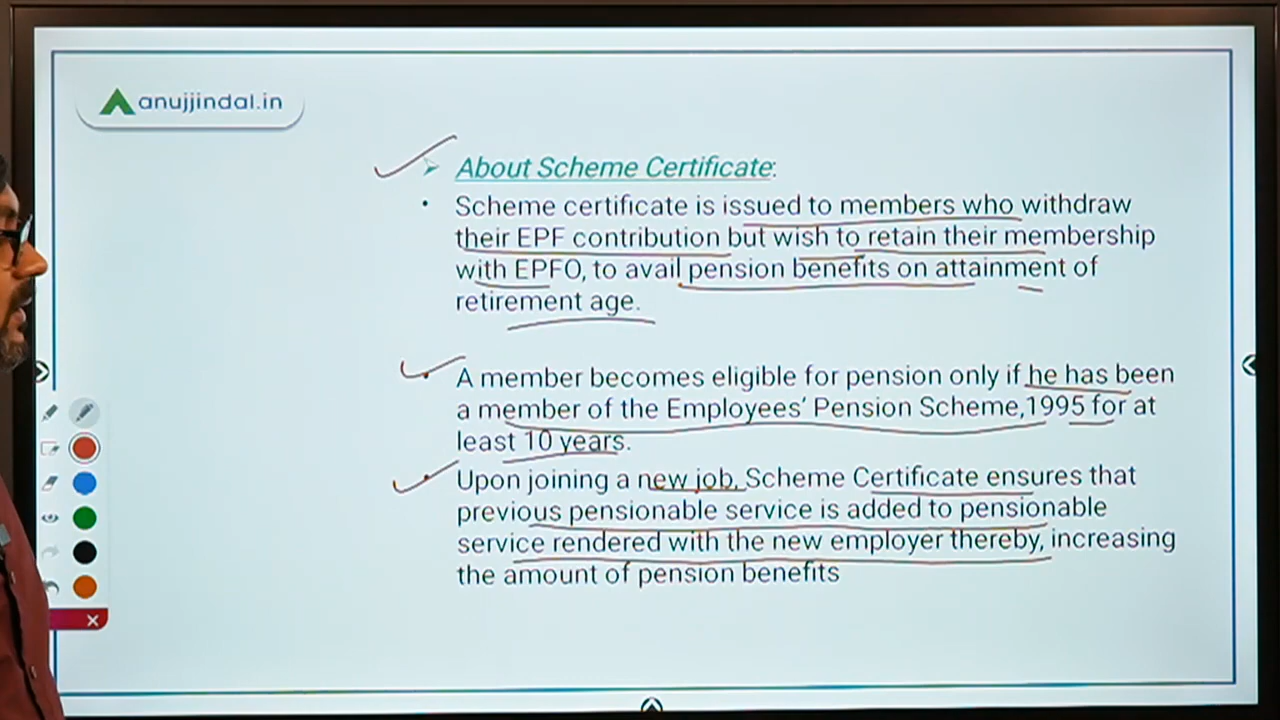 anujjindal.in
About Scheme Certificate:
• Scheme certificate is issued to members who withdraw
their EPF contribution but wish to retain their membership
with EPFO, to avail pension benefits on attainment of
retirement age.
• A member becomes eligible for pension only if he has been
a member of the Employees’ Pension Scheme,1995 for at
least 10 years.
• Upon joining a new job, Scheme Certificate ensures that
previous pensionable service is added to pensionable
service rendered with the new employer thereby, increasing
the amount of pension benefits